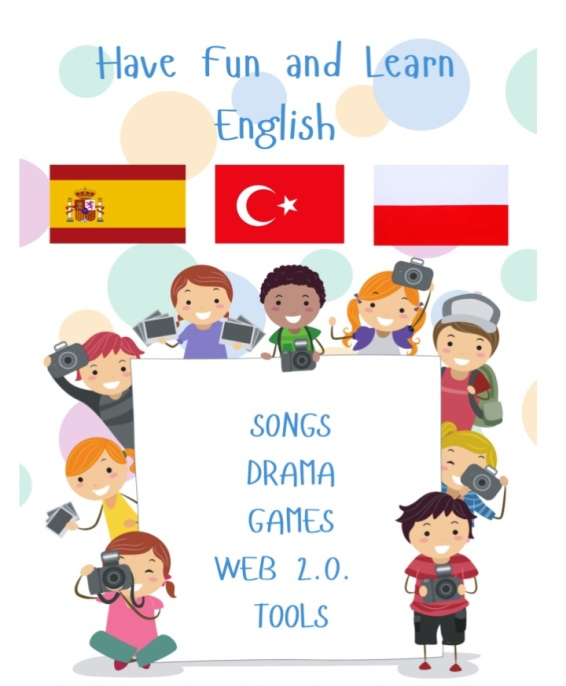 Have Fun and Learn
English
SONGS
DRAMA
GAMES
WEB 2.0.
TOOLS